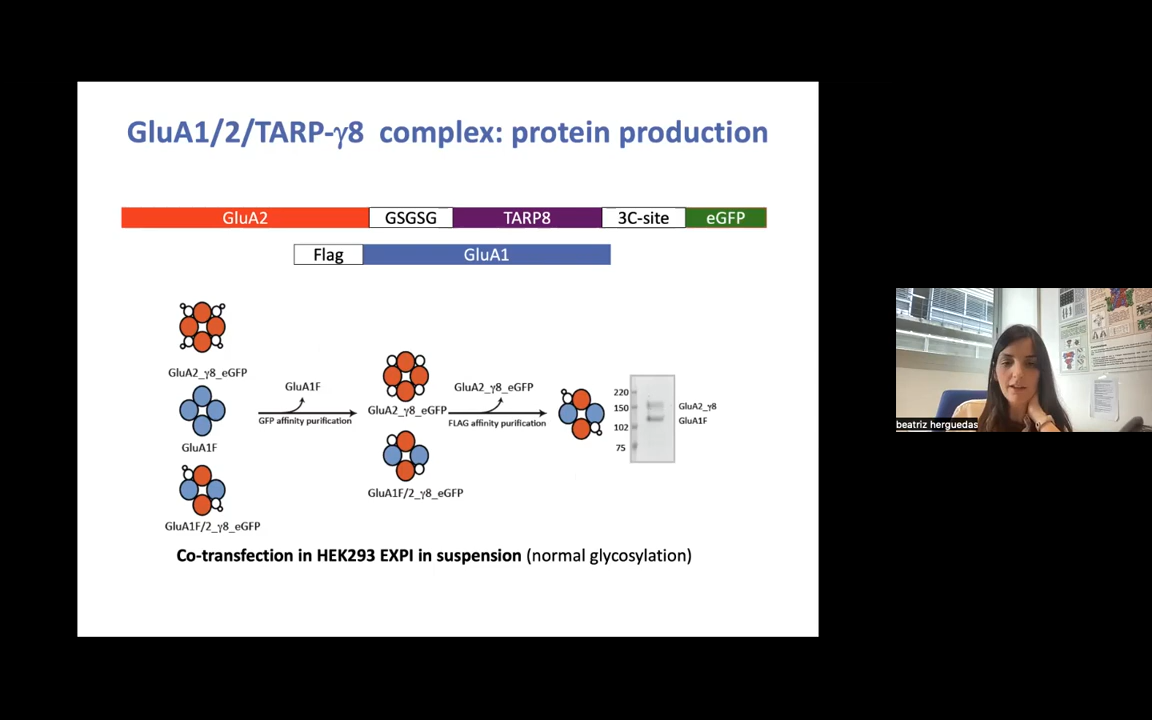 GluA1/2/TARP-γ8 complex: protein production
GluA2 GSGSG TARP8 3C-site eGFP
Flag GluA1
GluA2_γ8_eGFP
GluA1F
GluA1F/2_γ8_eGFP
GluA1F
GFP affinity purification
GluA2_γ8_eGFP
GluA1F/2_γ8_eGFP
GluA2_γ8_eGFP
FLAG affinity purification
220
150
102
75
GluA2_γ8
GluA1F
Co-transfection in HEK293 EXPI in suspension (normal glycosylation)
beatriz herguedas